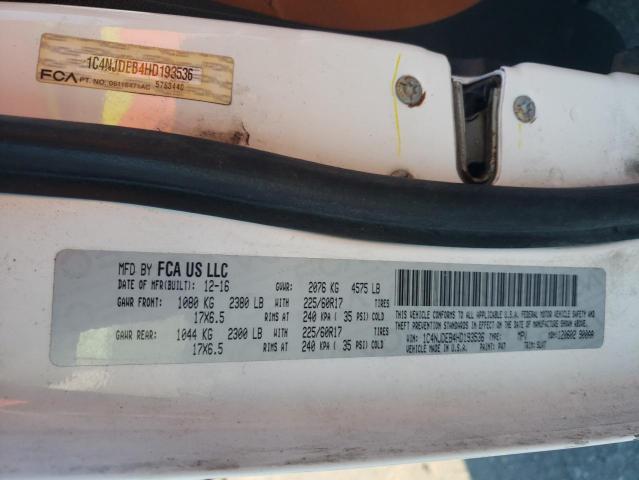 1C4NJDEB4HD193536
FCA PT. NO. 5783440
MFD BY FCA US LLC
DATE OF MFR(BUILT): 12-16 GVWR: 2076 KG 4575 LB
GAWR FRONT: 1080 KG 2380 LB WITH 225/60R17 TIRES
17X6.5 RIMS AT 240 KPA ( 35 PSI) COLD
GAWR REAR: 1044 KG 2300 LB WITH 225/60R17 TIRES
17X6.5 RIMS AT 240 KPA ( 35 PSI) COLD
THIS VEHICLE CONFORMS TO ALL APPLICABLE U.S.A. FEDERAL MOTOR VEHICLE SAFETY AND
THEFT PREVENTION STANDARDS IN EFFECT ON THE DATE OF MANUFACTURE SHOWN ABOVE.
VIN: 1C4NJDEB4HD193536 TYPE: MPV
VEHICLE MADE IN U.S.A. PAINT: PW7 TRIM: